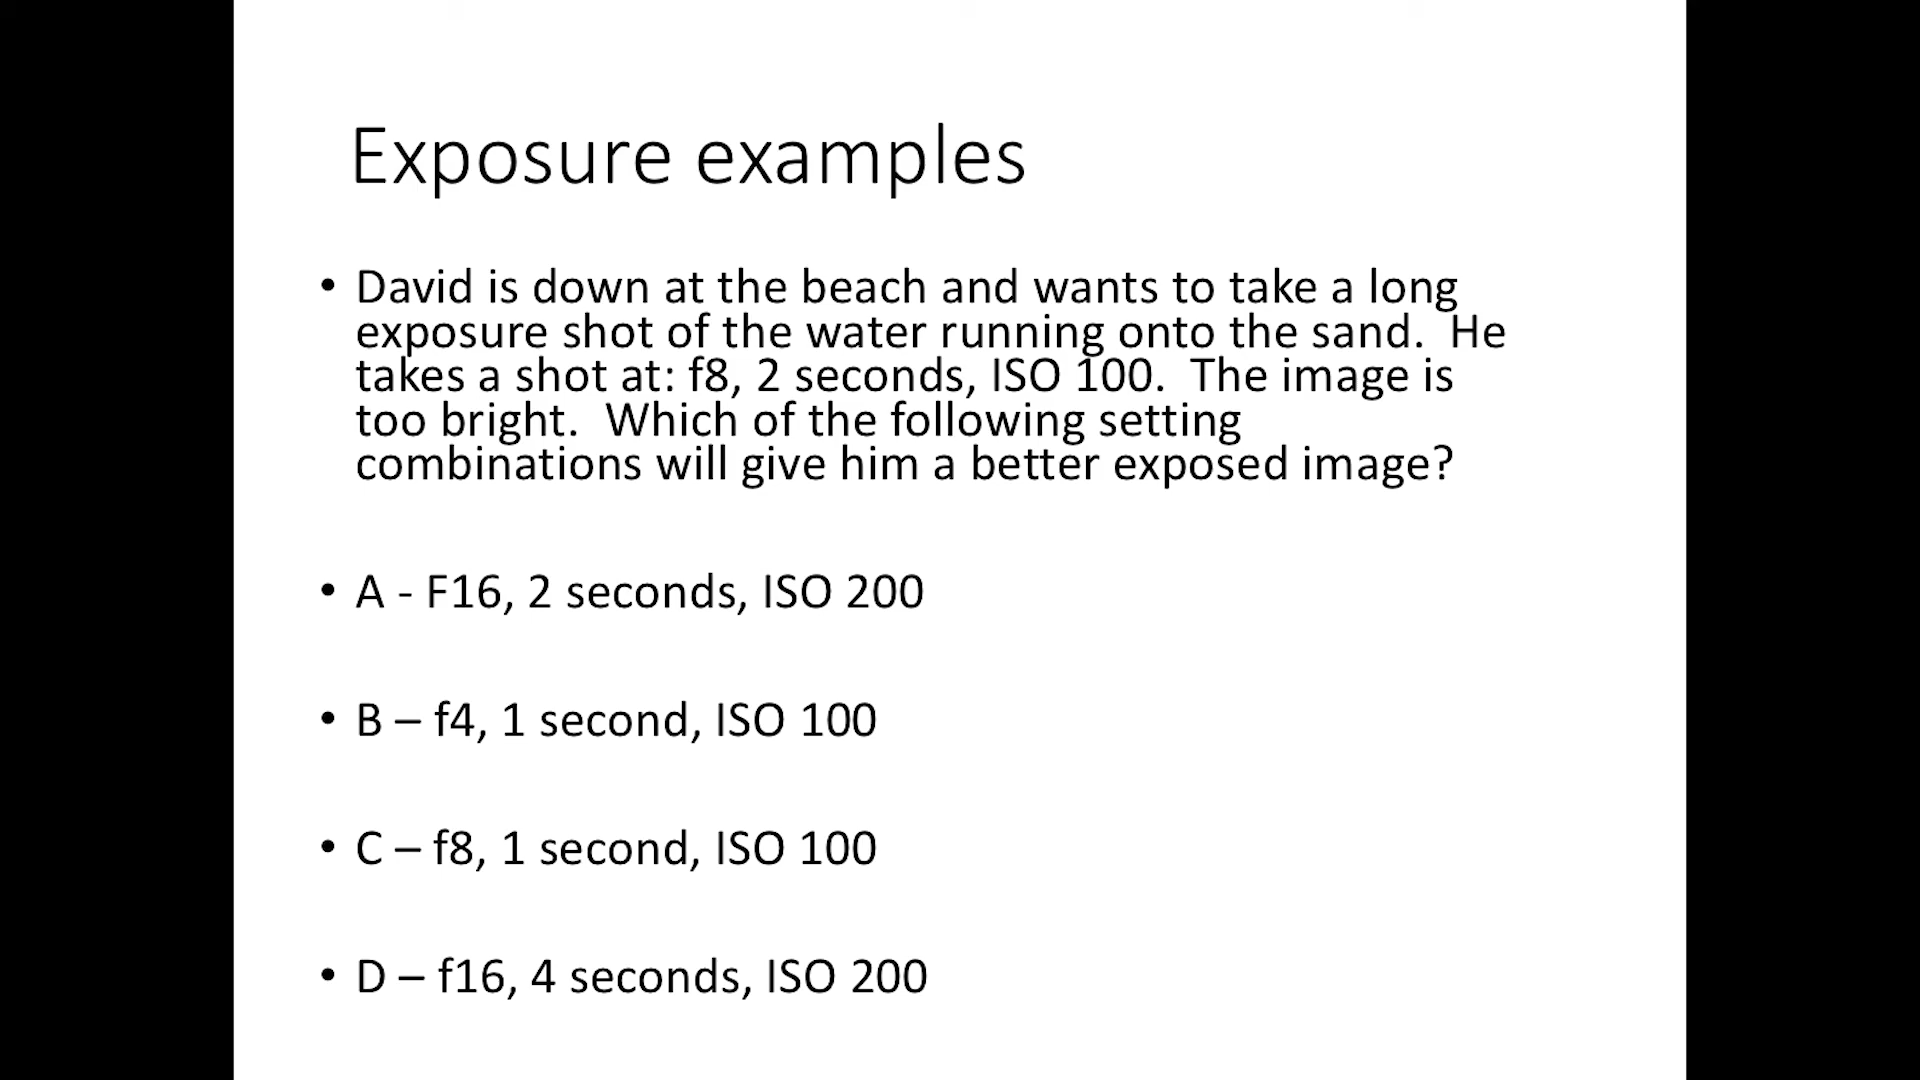 Exposure examples
• David is down at the beach and wants to take a long
exposure shot of the water running onto the sand.  He
takes a shot at: f8, 2 seconds, ISO 100.  The image is
too bright.  Which of the following setting
combinations will give him a better exposed image?
• A - F16, 2 seconds, ISO 200
• B – f4, 1 second, ISO 100
• C – f8, 1 second, ISO 100
• D – f16, 4 seconds, ISO 200